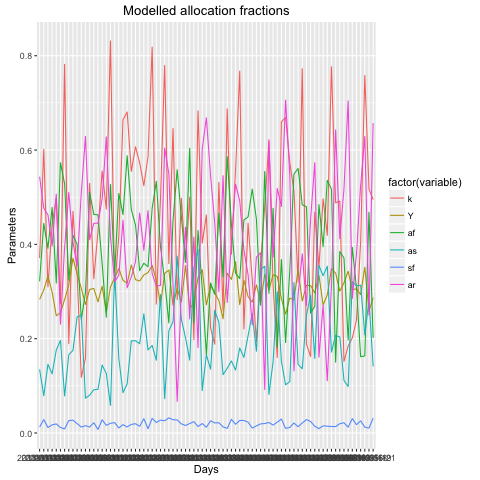 Modelled allocation fractions
0.8
0.6
0.4
0.2
0.0
Parameters
Days
factor(variable)
k
Y
af
as
sf
ar